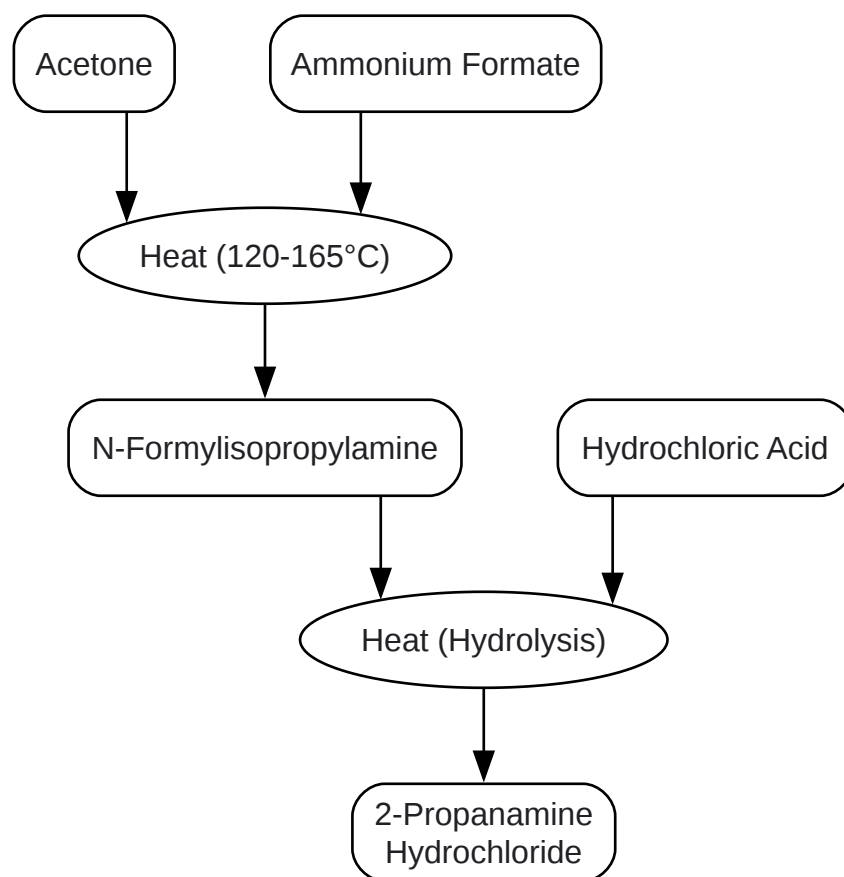 Acetone
Ammonium Formate
Heat (120-165°C)
N-Formylisopropylamine
Hydrochloric Acid
Heat (Hydrolysis)
2-Propanamine
Hydrochloride